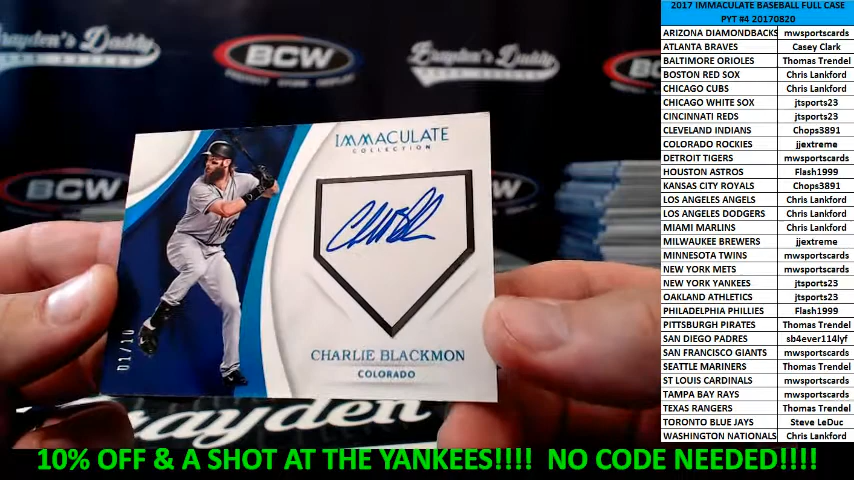 Brayden's Daddy
BCW
Brayden's Daddy
BCW
IMMACULATE
COLLECTION
01/10
CHARLIE BLACKMON
COLORADO
Brayden
2017 IMMACULATE BASEBALL FULL CASE
PYT #4 20170820
ARIZONA DIAMONDBACKS mwsportscards
ATLANTA BRAVES Casey Clark
BALTIMORE ORIOLES Thomas Trendel
BOSTON RED SOX Chris Lankford
CHICAGO CUBS Chris Lankford
CHICAGO WHITE SOX jtsports23
CINCINNATI REDS jtsports23
CLEVELAND INDIANS Chops3891
COLORADO ROCKIES jjextreme
DETROIT TIGERS mwsportscards
HOUSTON ASTROS Flash1999
KANSAS CITY ROYALS Chops3891
LOS ANGELES ANGELS Chris Lankford
LOS ANGELES DODGERS Chris Lankford
MIAMI MARLINS Chris Lankford
MILWAUKEE BREWERS jjextreme
MINNESOTA TWINS mwsportscards
NEW YORK METS mwsportscards
NEW YORK YANKEES jtsports23
OAKLAND ATHLETICS jtsports23
PHILADELPHIA PHILLIES Flash1999
PITTSBURGH PIRATES Thomas Trendel
SAN DIEGO PADRES sb4ever114lyf
SAN FRANCISCO GIANTS mwsportscards
SEATTLE MARINERS Thomas Trendel
ST LOUIS CARDINALS mwsportscards
TAMPA BAY RAYS mwsportscards
TEXAS RANGERS Thomas Trendel
TORONTO BLUE JAYS Steve LeDuc
WASHINGTON NATIONALS Chris Lankford
10% OFF & A SHOT AT THE YANKEES!!!! NO CODE NEEDED!!!!